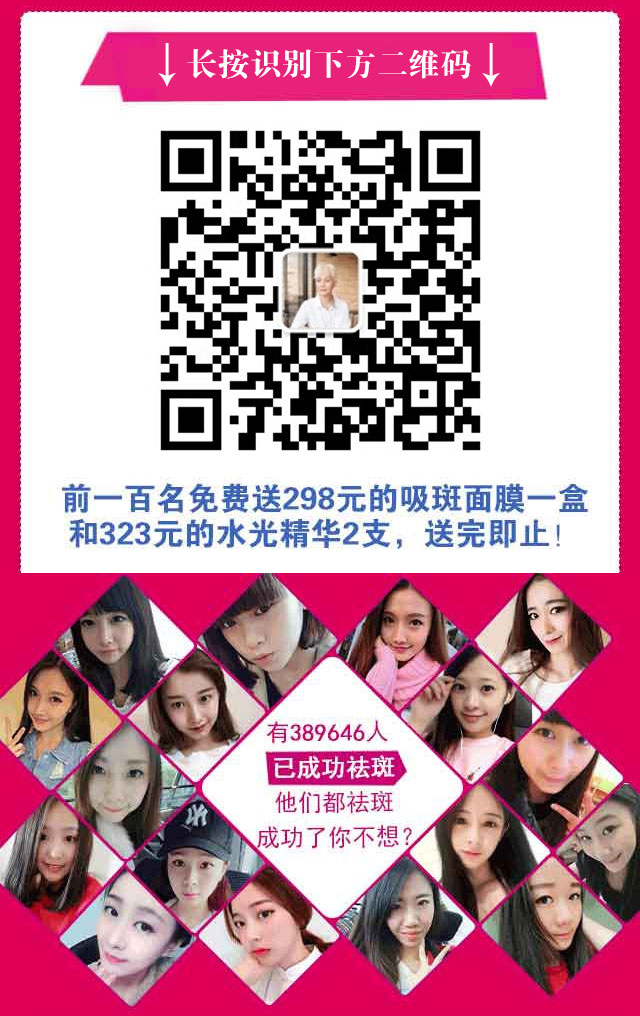 ↓长按识别下方二维码↓
前一百名免费送298元的吸斑面膜一盒
和323元的水光精华2支，送完即止！
有389646人
已成功祛斑
他们都祛斑
成功了你不想？